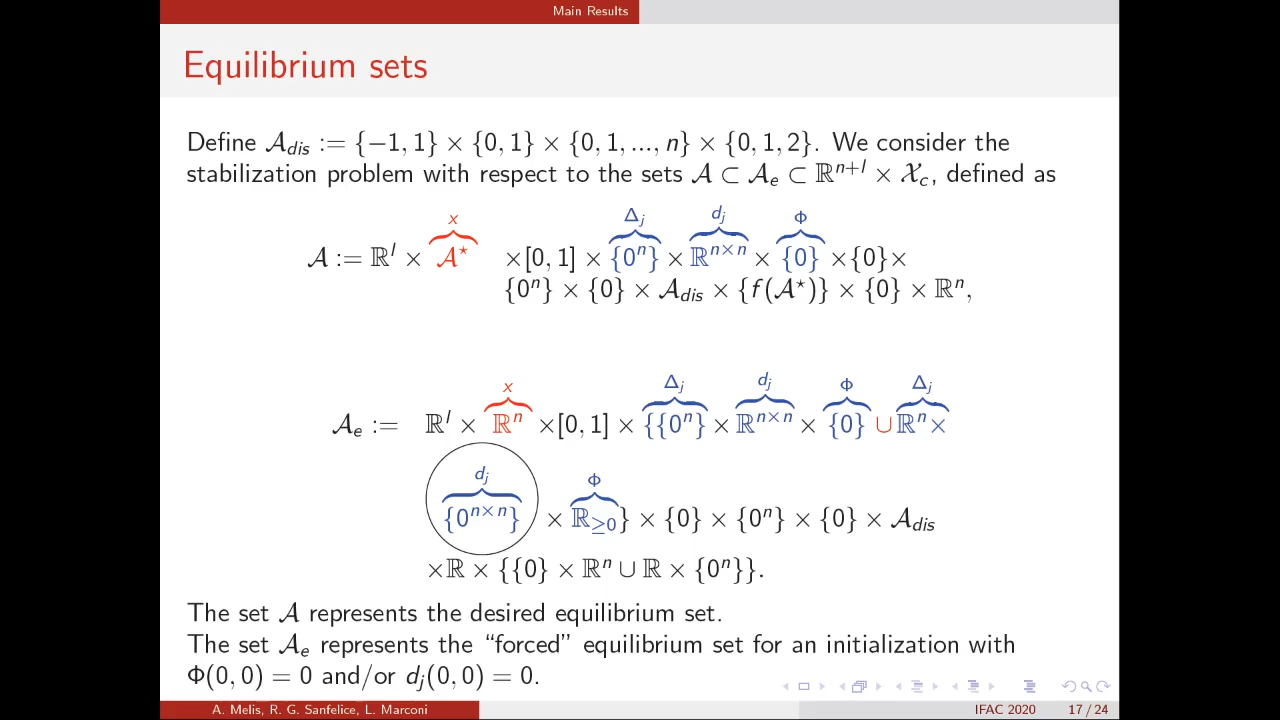 Main Results
Equilibrium sets
Define 𝒜_dis := {−1, 1} × {0, 1} × {0, 1, ..., n} × {0, 1, 2}. We consider the
stabilization problem with respect to the sets 𝒜 ⊂ 𝒜_e ⊂ ℝ^{n+l} × 𝒳_c, defined as
x Δ_j d_j Φ
𝒜 := ℝ^l × 𝒜^⋆ ×[0, 1] × {0^n} × ℝ^{n×n} × {0} ×{0}×
{0^n} × {0} × 𝒜_dis × {f(𝒜^⋆)} × {0} × ℝ^n,
x Δ_j d_j Φ Δ_j
𝒜_e := ℝ^l × ℝ^n ×[0, 1] × {{0^n} × ℝ^{n×n} × {0} ∪ ℝ^n ×
d_j Φ
{0^{n×n}} × ℝ_{≥0}} × {0} × {0^n} × {0} × 𝒜_dis
×ℝ × {{0} × ℝ^n ∪ ℝ × {0^n}}.
The set 𝒜 represents the desired equilibrium set.
The set 𝒜_e represents the “forced” equilibrium set for an initialization with
Φ(0, 0) = 0 and/or d_j(0, 0) = 0.
A. Melis, R. G. Sanfelice, L. Marconi IFAC 2020 17 / 24